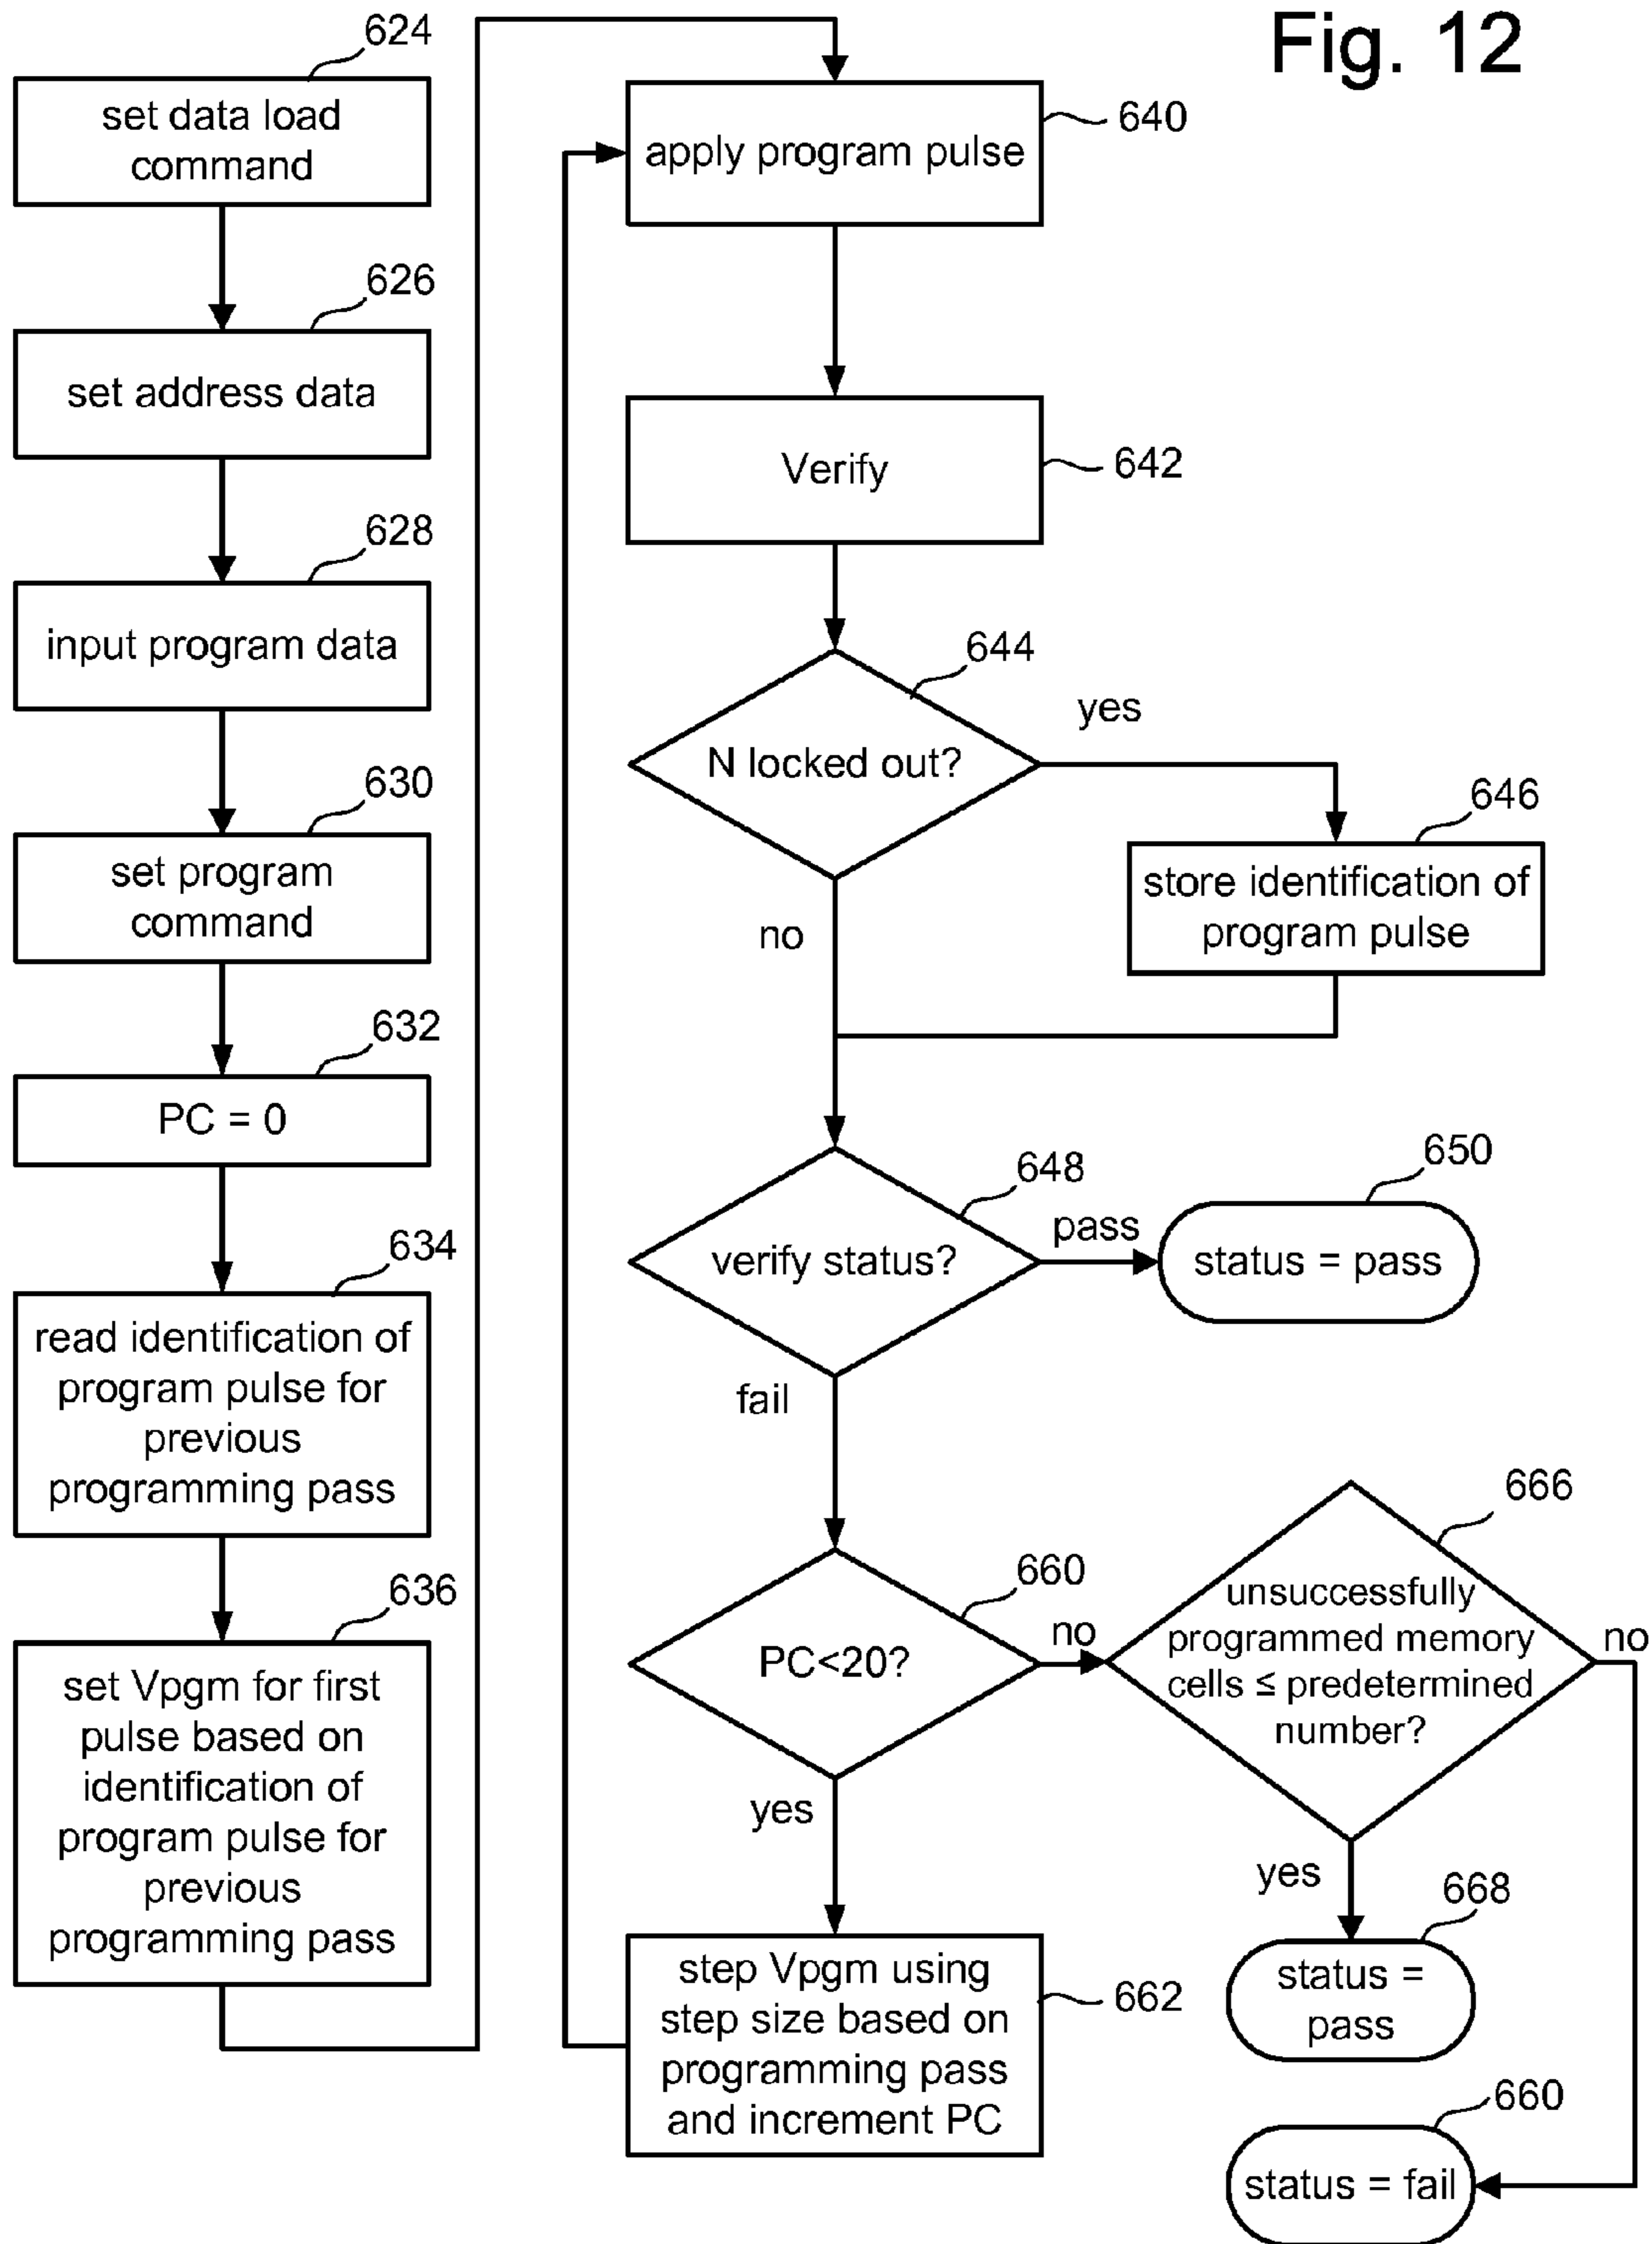 Fig. 12
624
set data load
command
626
set address data
628
input program data
630
set program
command
632
PC = 0
634
read identification of
program pulse for
previous
programming pass
636
set Vpgm for first
pulse based on
identification of
program pulse for
previous
programming pass
640
apply program pulse
642
Verify
644
N locked out?
yes
no
646
store identification of
program pulse
648
verify status?
pass
fail
650
status = pass
660
PC<20?
no
yes
666
unsuccessfully
programmed memory
cells ≤ predetermined
number?
no
yes
662
step Vpgm using
step size based on
programming pass
and increment PC
668
status =
pass
660
status = fail